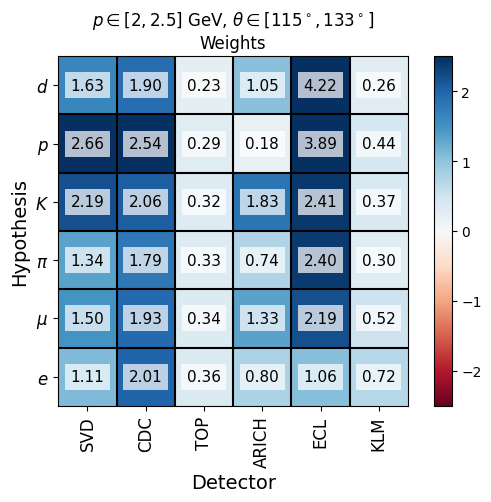 p ∈ [2, 2.5] GeV, θ ∈ [115°, 133°]
Weights
Hypothesis
d 1.63 1.90 0.23 1.05 4.22 0.26
p 2.66 2.54 0.29 0.18 3.89 0.44
K 2.19 2.06 0.32 1.83 2.41 0.37
π 1.34 1.79 0.33 0.74 2.40 0.30
μ 1.50 1.93 0.34 1.33 2.19 0.52
e 1.11 2.01 0.36 0.80 1.06 0.72
SVD CDC TOP ARICH ECL KLM
Detector
2
1
0
−1
−2